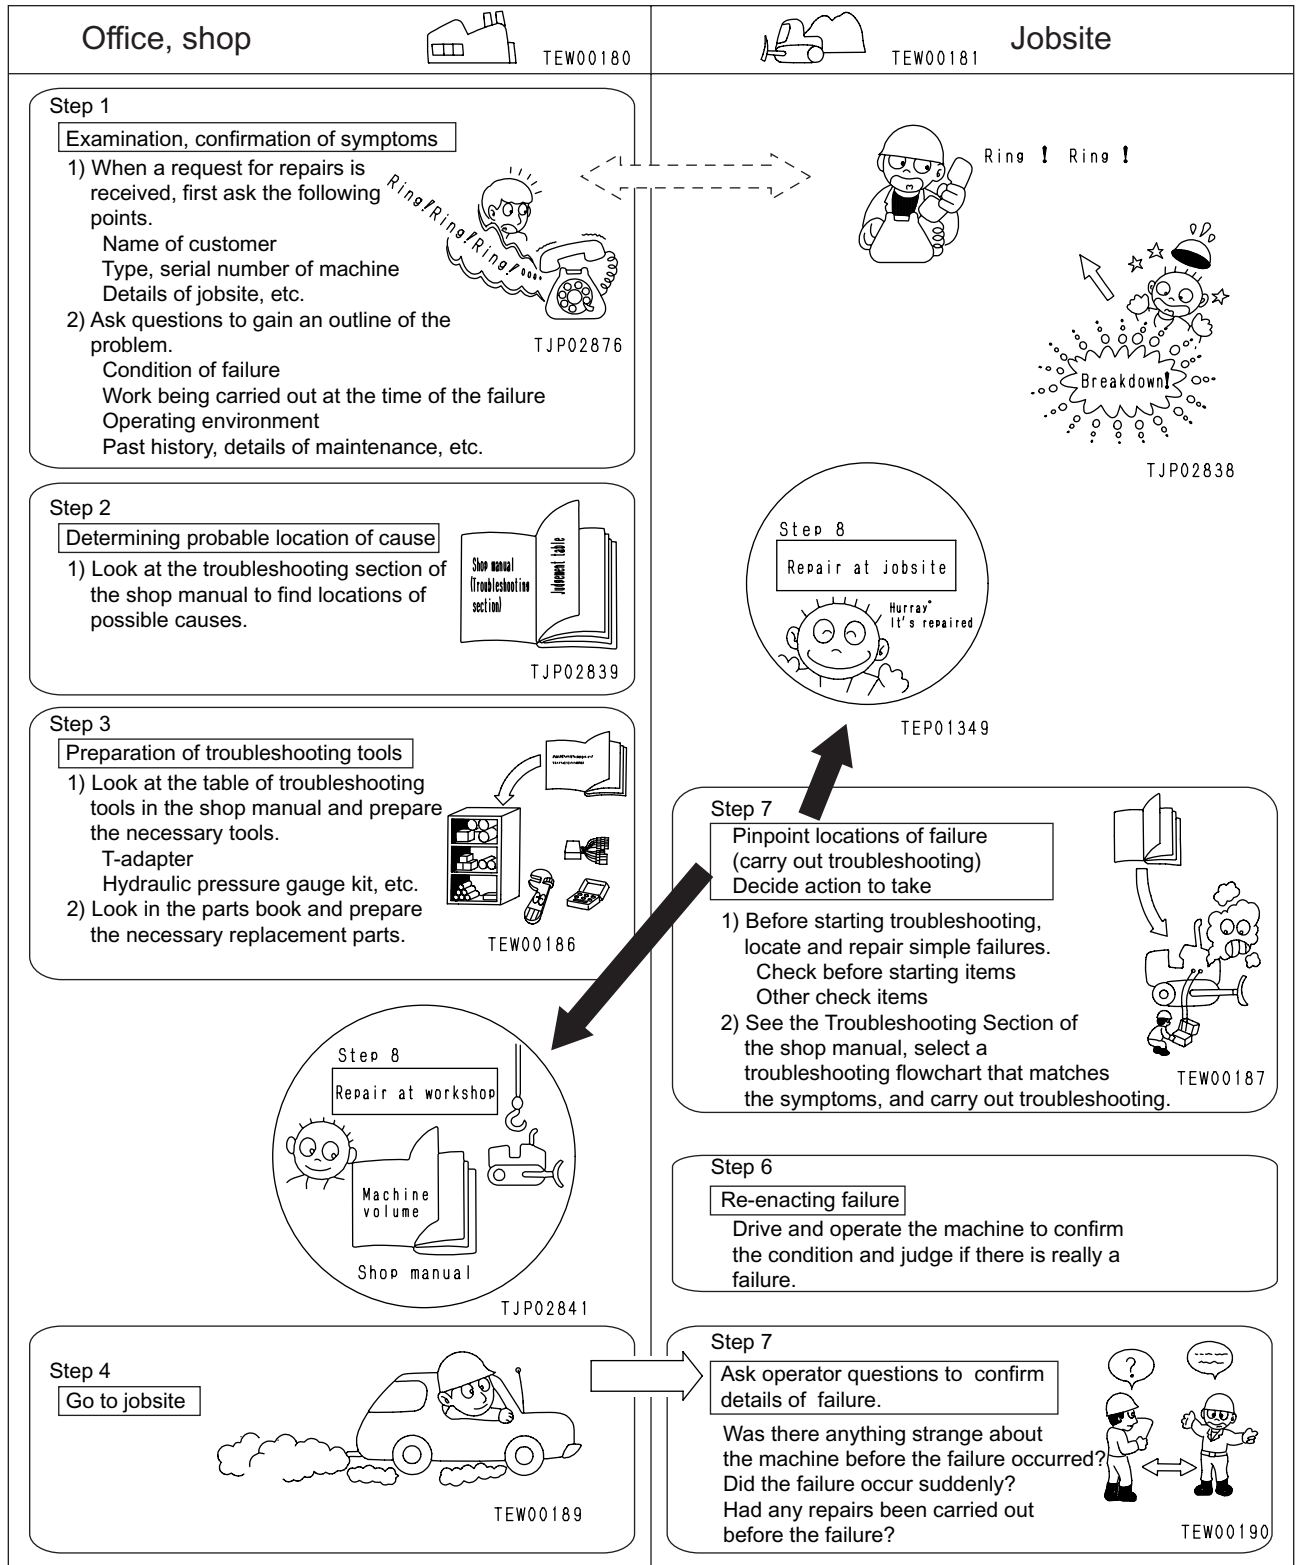 Office, shop
TEW00180
TEW00181
Jobsite
Step 1
Examination, confirmation of symptoms
1) When a request for repairs is
received, first ask the following
points.
Name of customer
Type, serial number of machine
Details of jobsite, etc.
2) Ask questions to gain an outline of the
problem.
Condition of failure
Work being carried out at the time of the failure
Operating environment
Past history, details of maintenance, etc.
Ring!Ring!Ring!....
TJP02876
Ring ! Ring !
Breakdown!
TJP02838
Step 2
Determining probable location of cause
1) Look at the troubleshooting section of
the shop manual to find locations of
possible causes.
Shop manual
(Troubleshooting
section)
Judgement table
TJP02839
Step 8
Repair at jobsite
Hurray"
It's repaired
TEP01349
Step 3
Preparation of troubleshooting tools
1) Look at the table of troubleshooting
tools in the shop manual and prepare
the necessary tools.
T-adapter
Hydraulic pressure gauge kit, etc.
2) Look in the parts book and prepare
the necessary replacement parts.
TEW00186
Step 7
Pinpoint locations of failure
(carry out troubleshooting)
Decide action to take
1) Before starting troubleshooting,
locate and repair simple failures.
Check before starting items
Other check items
2) See the Troubleshooting Section of
the shop manual, select a
troubleshooting flowchart that matches
the symptoms, and carry out troubleshooting.
TEW00187
Step 8
Repair at workshop
Machine
volume
Shop manual
TJP02841
Step 6
Re-enacting failure
Drive and operate the machine to confirm
the condition and judge if there is really a
failure.
Step 4
Go to jobsite
TEW00189
Step 7
Ask operator questions to confirm
details of failure.
Was there anything strange about
the machine before the failure occurred?
Did the failure occur suddenly?
Had any repairs been carried out
before the failure?
?
TEW00190